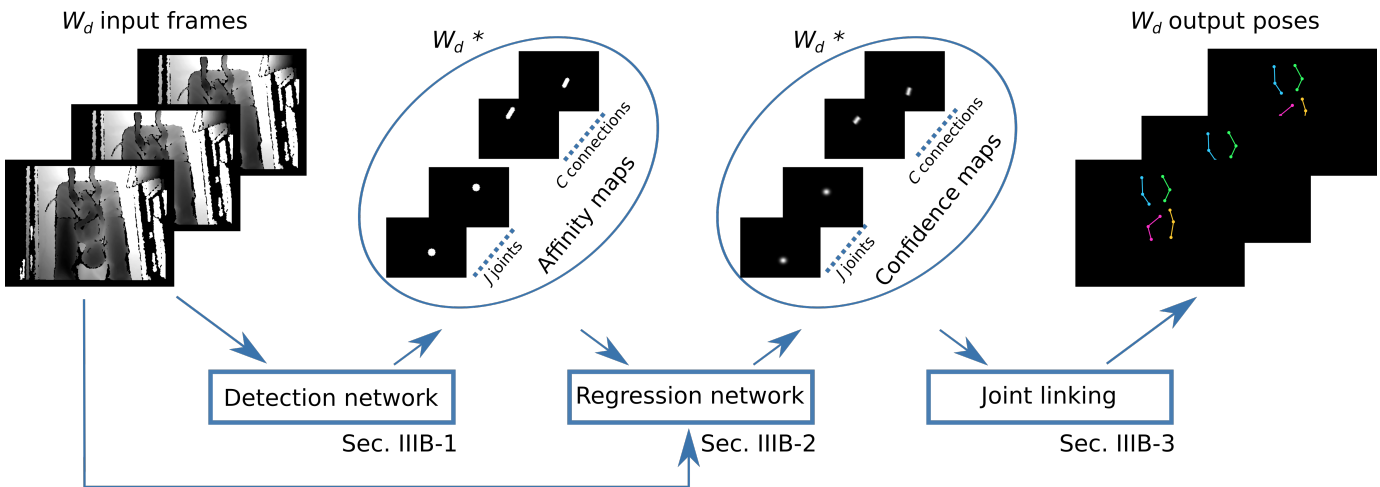 W_d input frames
W_d *
C connections
J joints
Affinity maps
W_d *
C connections
J joints
Confidence maps
W_d output poses
Detection network
Sec. IIIB-1
Regression network
Sec. IIIB-2
Joint linking
Sec. IIIB-3